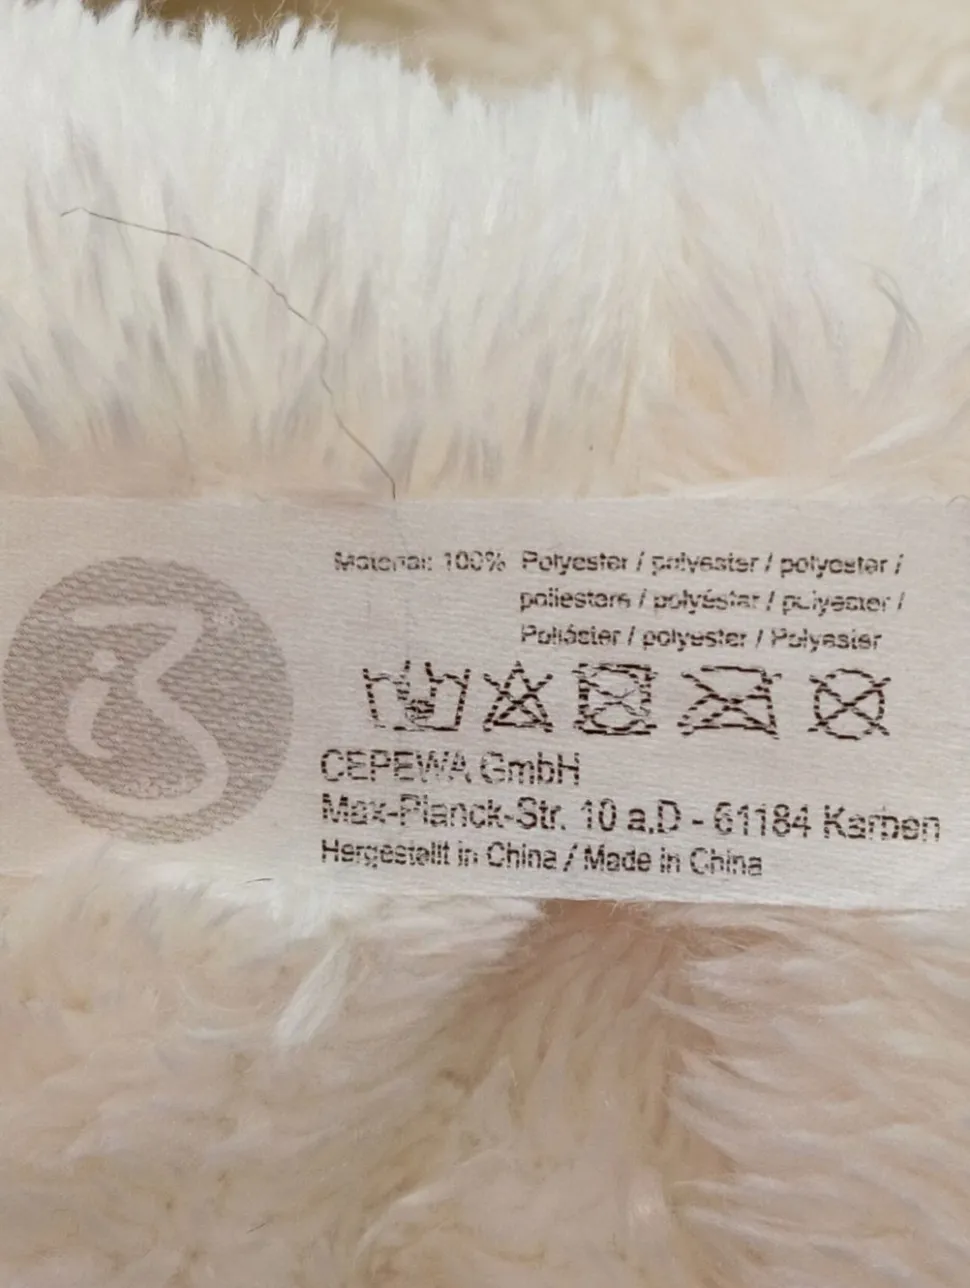 Material: 100% Polyester / polyester / polyester /
poliestere / polyéster / polyester /
Poliéster / polyester / Polyester
CEPEWA GmbH
Max-Planck-Str. 10 a.D - 61184 Karben
Hergestellt in China / Made in China